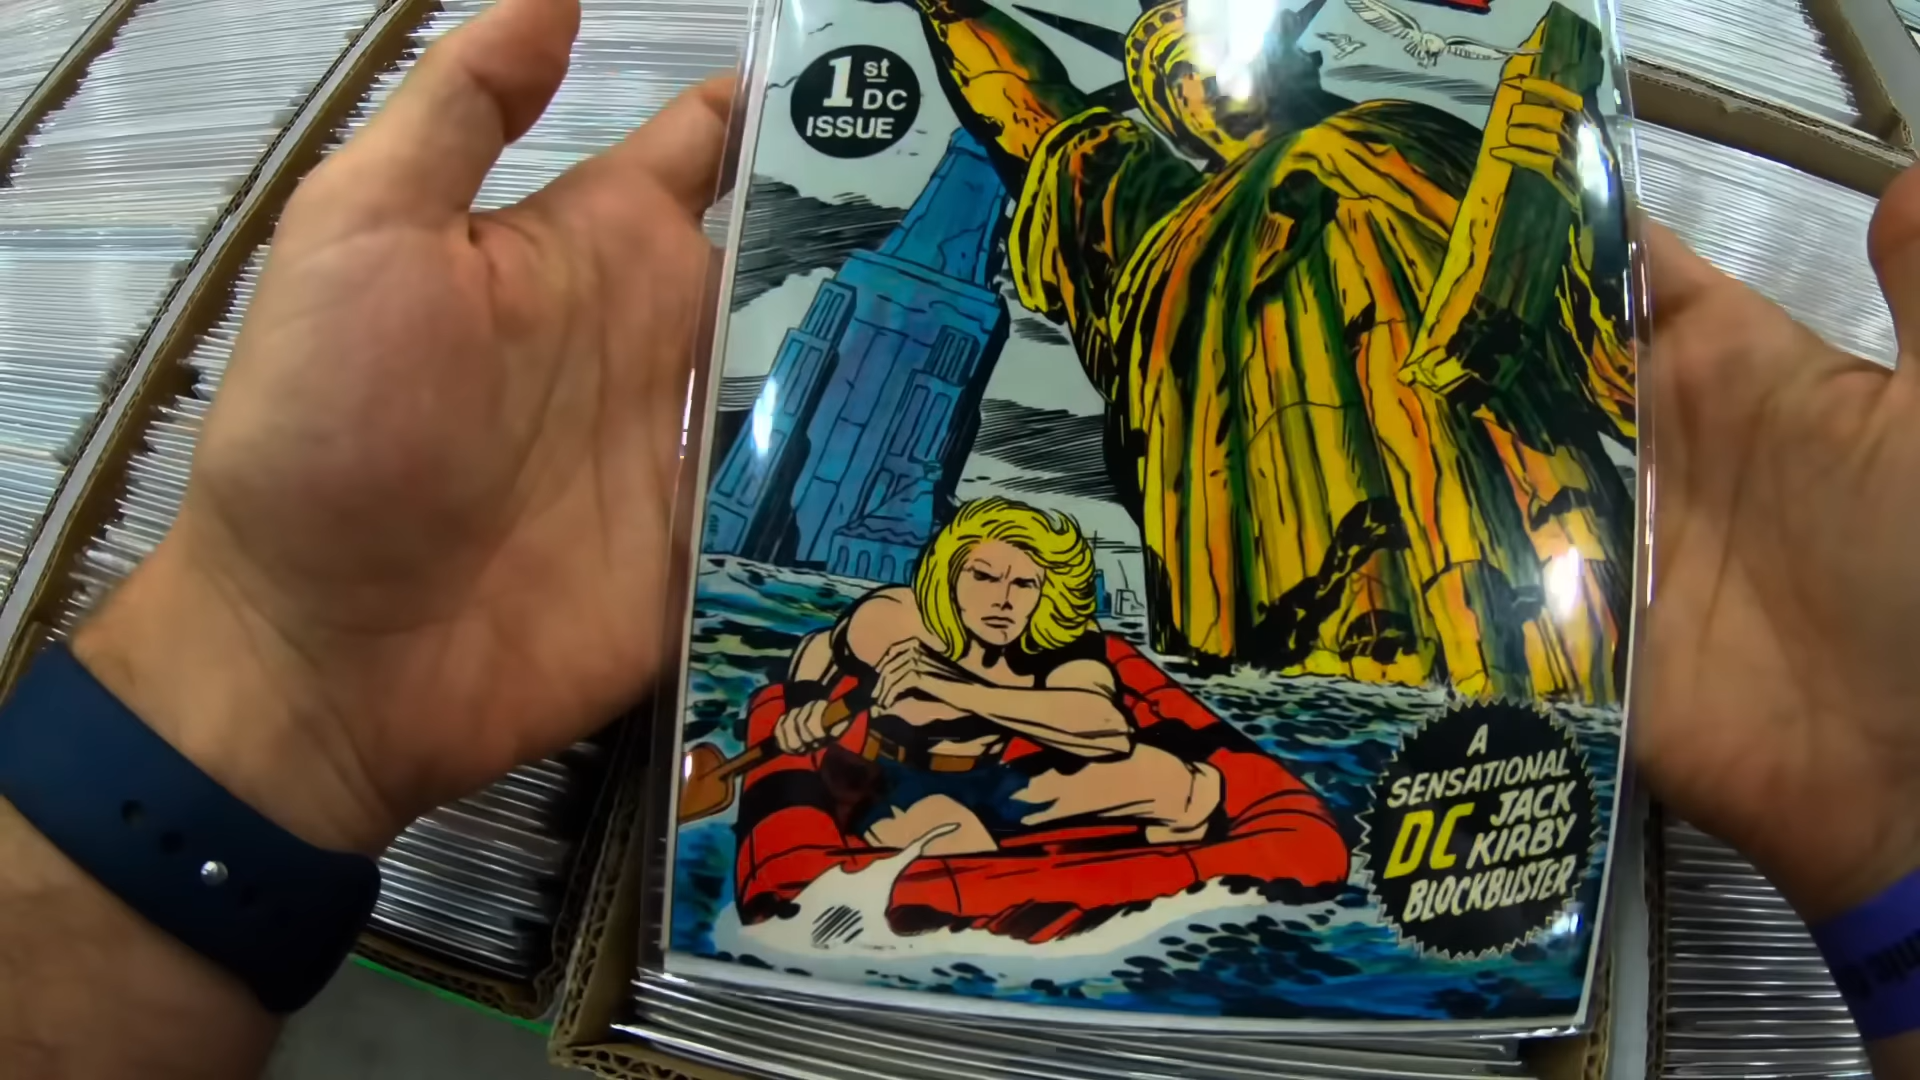 1st
DC
ISSUE
A
SENSATIONAL
DC JACK
KIRBY
BLOCKBUSTER